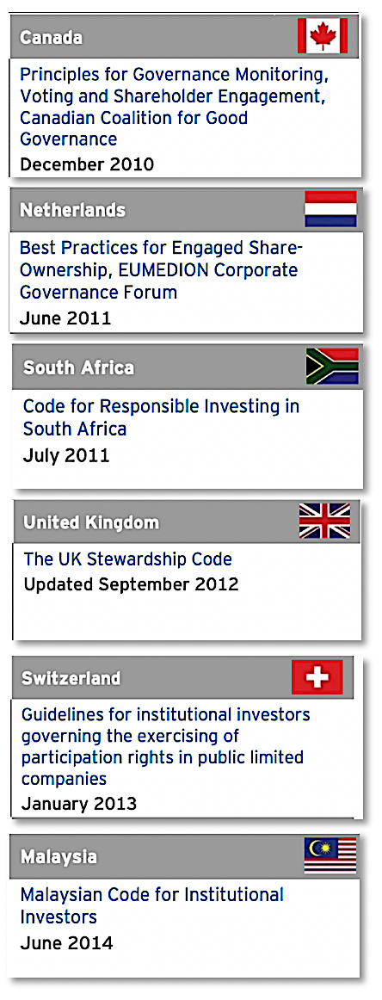 Canada
Principles for Governance Monitoring,
Voting and Shareholder Engagement,
Canadian Coalition for Good
Governance
December 2010
Netherlands
Best Practices for Engaged Share-
Ownership, EUMEDION Corporate
Governance Forum
June 2011
South Africa
Code for Responsible Investing in
South Africa
July 2011
United Kingdom
The UK Stewardship Code
Updated September 2012
Switzerland
Guidelines for institutional investors
governing the exercising of
participation rights in public limited
companies
January 2013
Malaysia
Malaysian Code for Institutional
Investors
June 2014